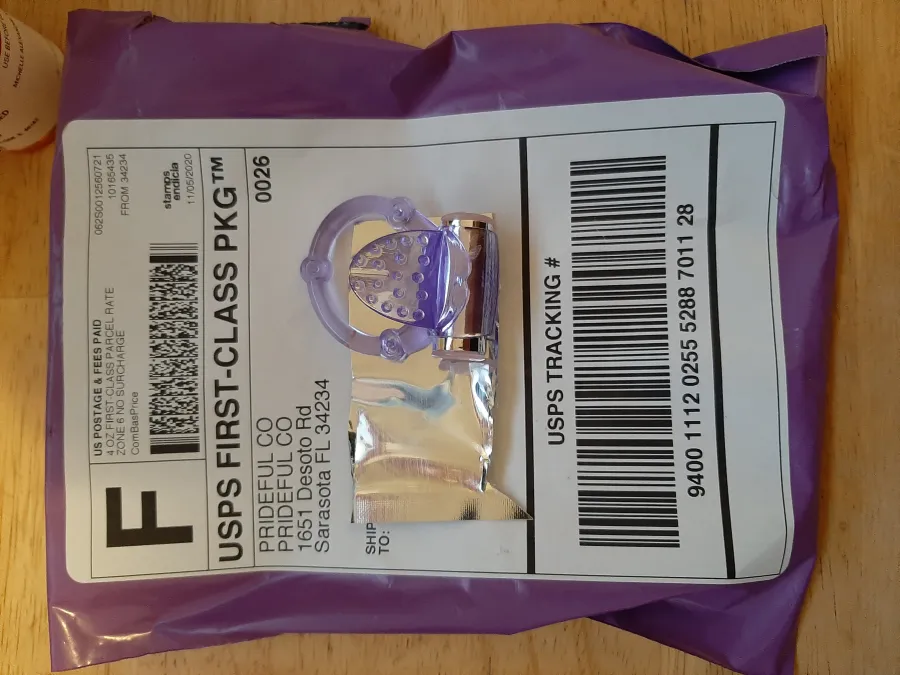 F
US POSTAGE & FEES PAID
4 OZ FIRST-CLASS PARCEL RATE
ZONE 6 NO SURCHARGE
ComBasPrice
062S0012560721
10165435
FROM 34234
stamps
endicia
11/05/2020
USPS FIRST-CLASS PKG™
PRIDEFUL CO
PRIDEFUL CO
1651 Desoto Rd
Sarasota FL 34234
0026
SHIP
TO:
USPS TRACKING #
9400 1112 0255 5288 7011 28
USE BEFORE